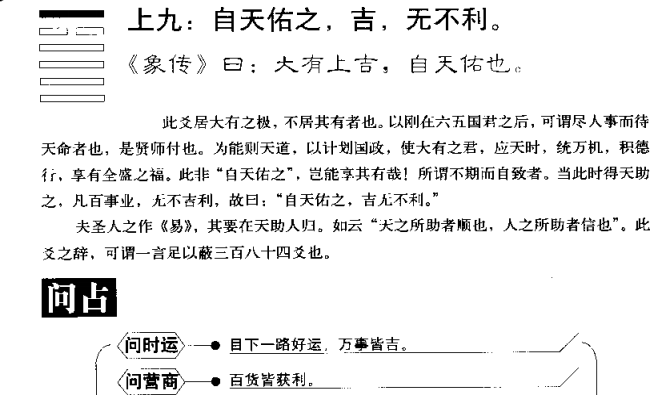 上九：自天佑之，吉，无不利。
《象传》曰：大有上吉，自天佑也。
此爻居大有之极，不居其有者也。以刚在六五国君之后，可谓尽人事而待
天命者也，是贤师付也。为能则天道，以计划国政，使大有之君，应天时，统万机，积德
行，享有全盛之福。此非“自天佑之”，岂能享其有哉！所谓不期而自致者。当此时得天助
之，凡百事业，无不吉利，故曰：“自天佑之，吉无不利。”
夫圣人之作《易》，其要在天助人归。如云“天之所助者顺也，人之所助者信也”。此
爻之辞，可谓一言足以蔽三百八十四爻也。
问占
问时运 目下一路好运，万事皆吉。
问营商 百货皆获利。